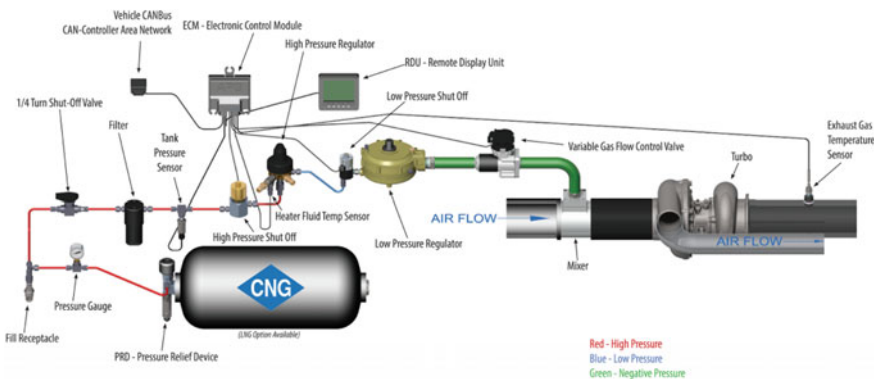 Vehicle CANBus
CAN-Controller Area Network
ECM - Electronic Control Module
High Pressure Regulator
RDU - Remote Display Unit
Low Pressure Shut Off
1/4 Turn Shut-Off Valve
Filter
Tank
Pressure
Sensor
Variable Gas Flow Control Valve
Turbo
Exhaust Gas
Temperature
Sensor
Heater Fluid Temp Sensor
High Pressure Shut Off
Low Pressure Regulator
AIR FLOW
AIR FLOW
Mixer
CNG
(LNG Option Available)
Pressure Gauge
Fill Receptacle
PRD - Pressure Relief Device
Red - High Pressure
Blue - Low Pressure
Green - Negative Pressure